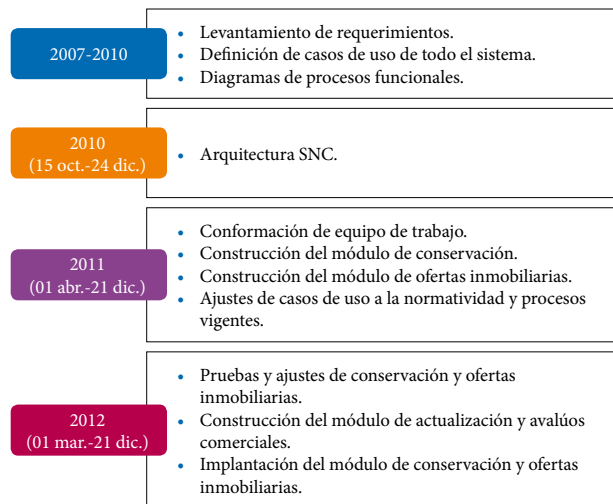 2007-2010
• Levantamiento de requerimientos.
• Definición de casos de uso de todo el sistema.
• Diagramas de procesos funcionales.
2010
(15 oct.-24 dic.)
• Arquitectura SNC.
2011
(01 abr.-21 dic.)
• Conformación de equipo de trabajo.
• Construcción del módulo de conservación.
• Construcción del módulo de ofertas inmobiliarias.
• Ajustes de casos de uso a la normatividad y procesos
vigentes.
2012
(01 mar.-21 dic.)
• Pruebas y ajustes de conservación y ofertas
inmobiliarias.
• Construcción del módulo de actualización y avalúos
comerciales.
• Implantación del módulo de conservación y ofertas
inmobiliarias.